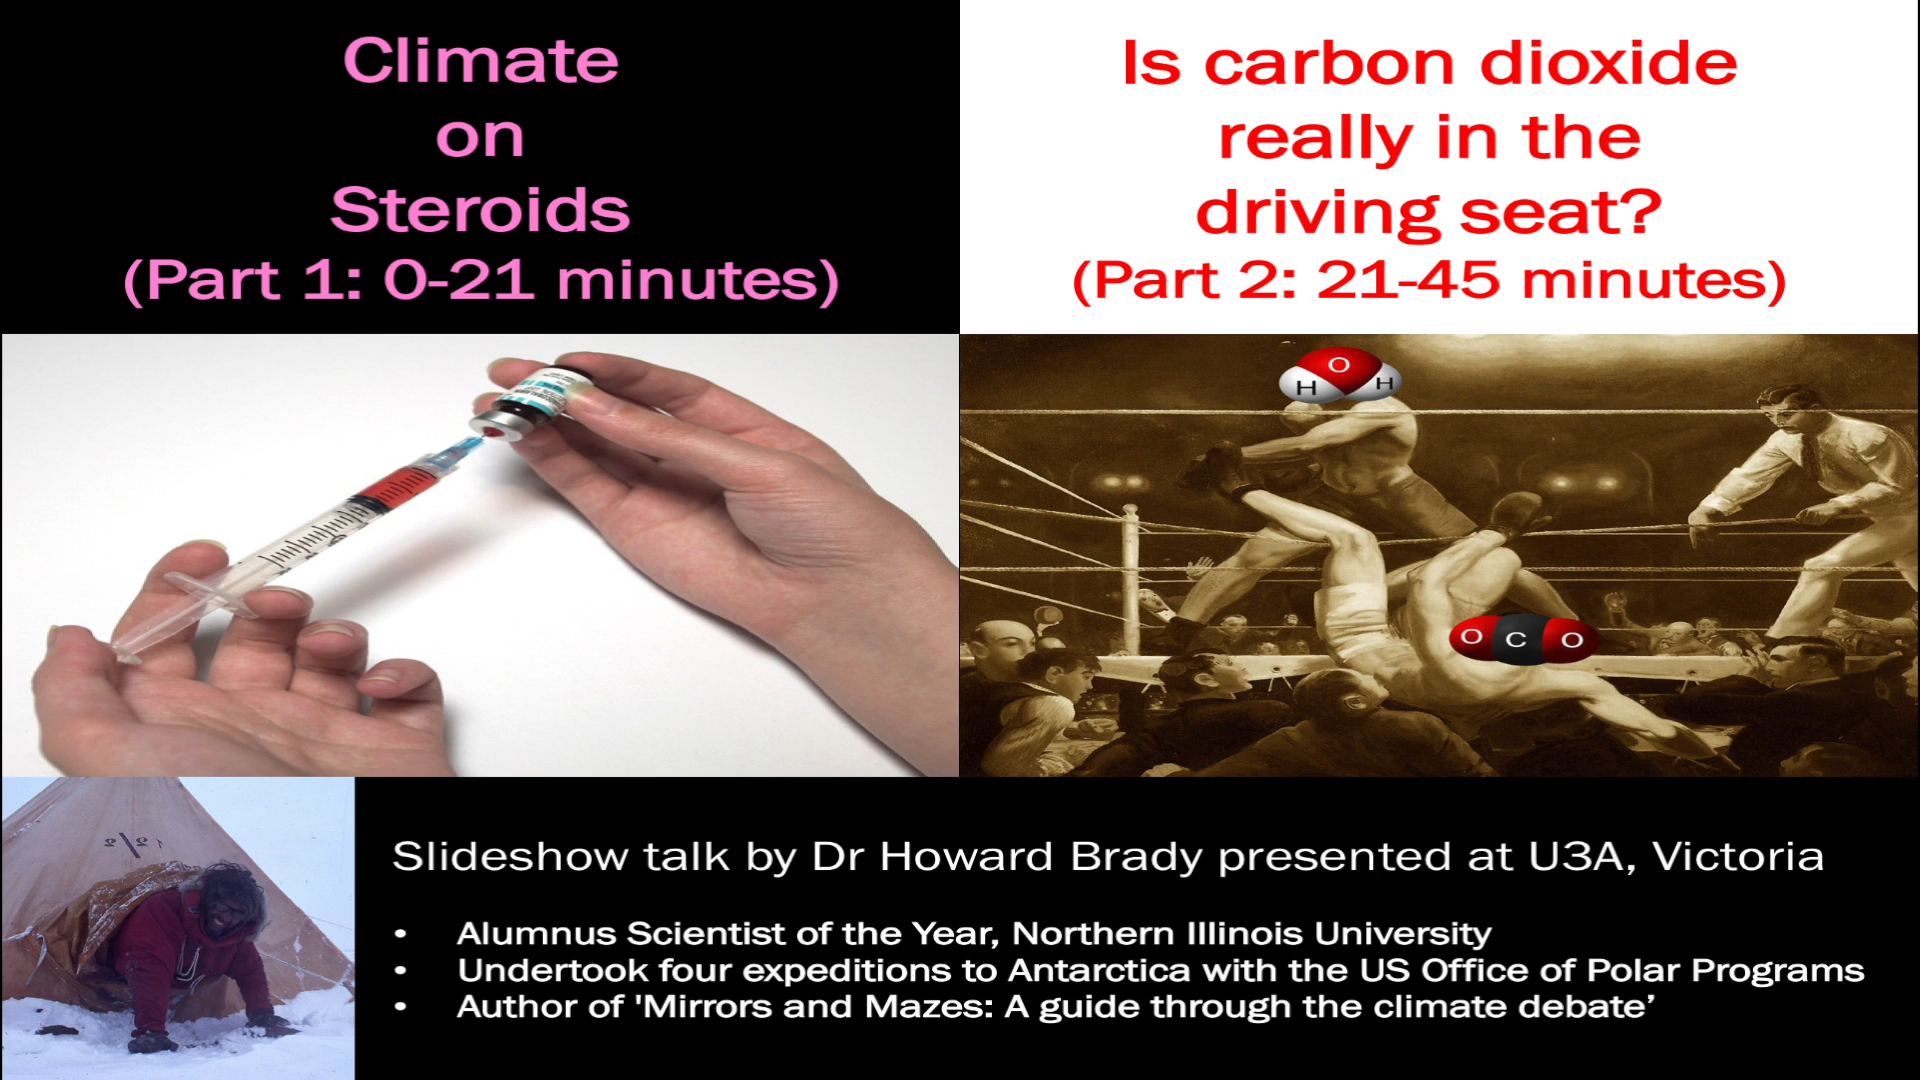 Climate
on
Steroids
(Part 1: 0-21 minutes)
Is carbon dioxide
really in the
driving seat?
(Part 2: 21-45 minutes)
O
H H
O C O
Slideshow talk by Dr Howard Brady presented at U3A, Victoria
• Alumnus Scientist of the Year, Northern Illinois University
• Undertook four expeditions to Antarctica with the US Office of Polar Programs
• Author of 'Mirrors and Mazes: A guide through the climate debate’